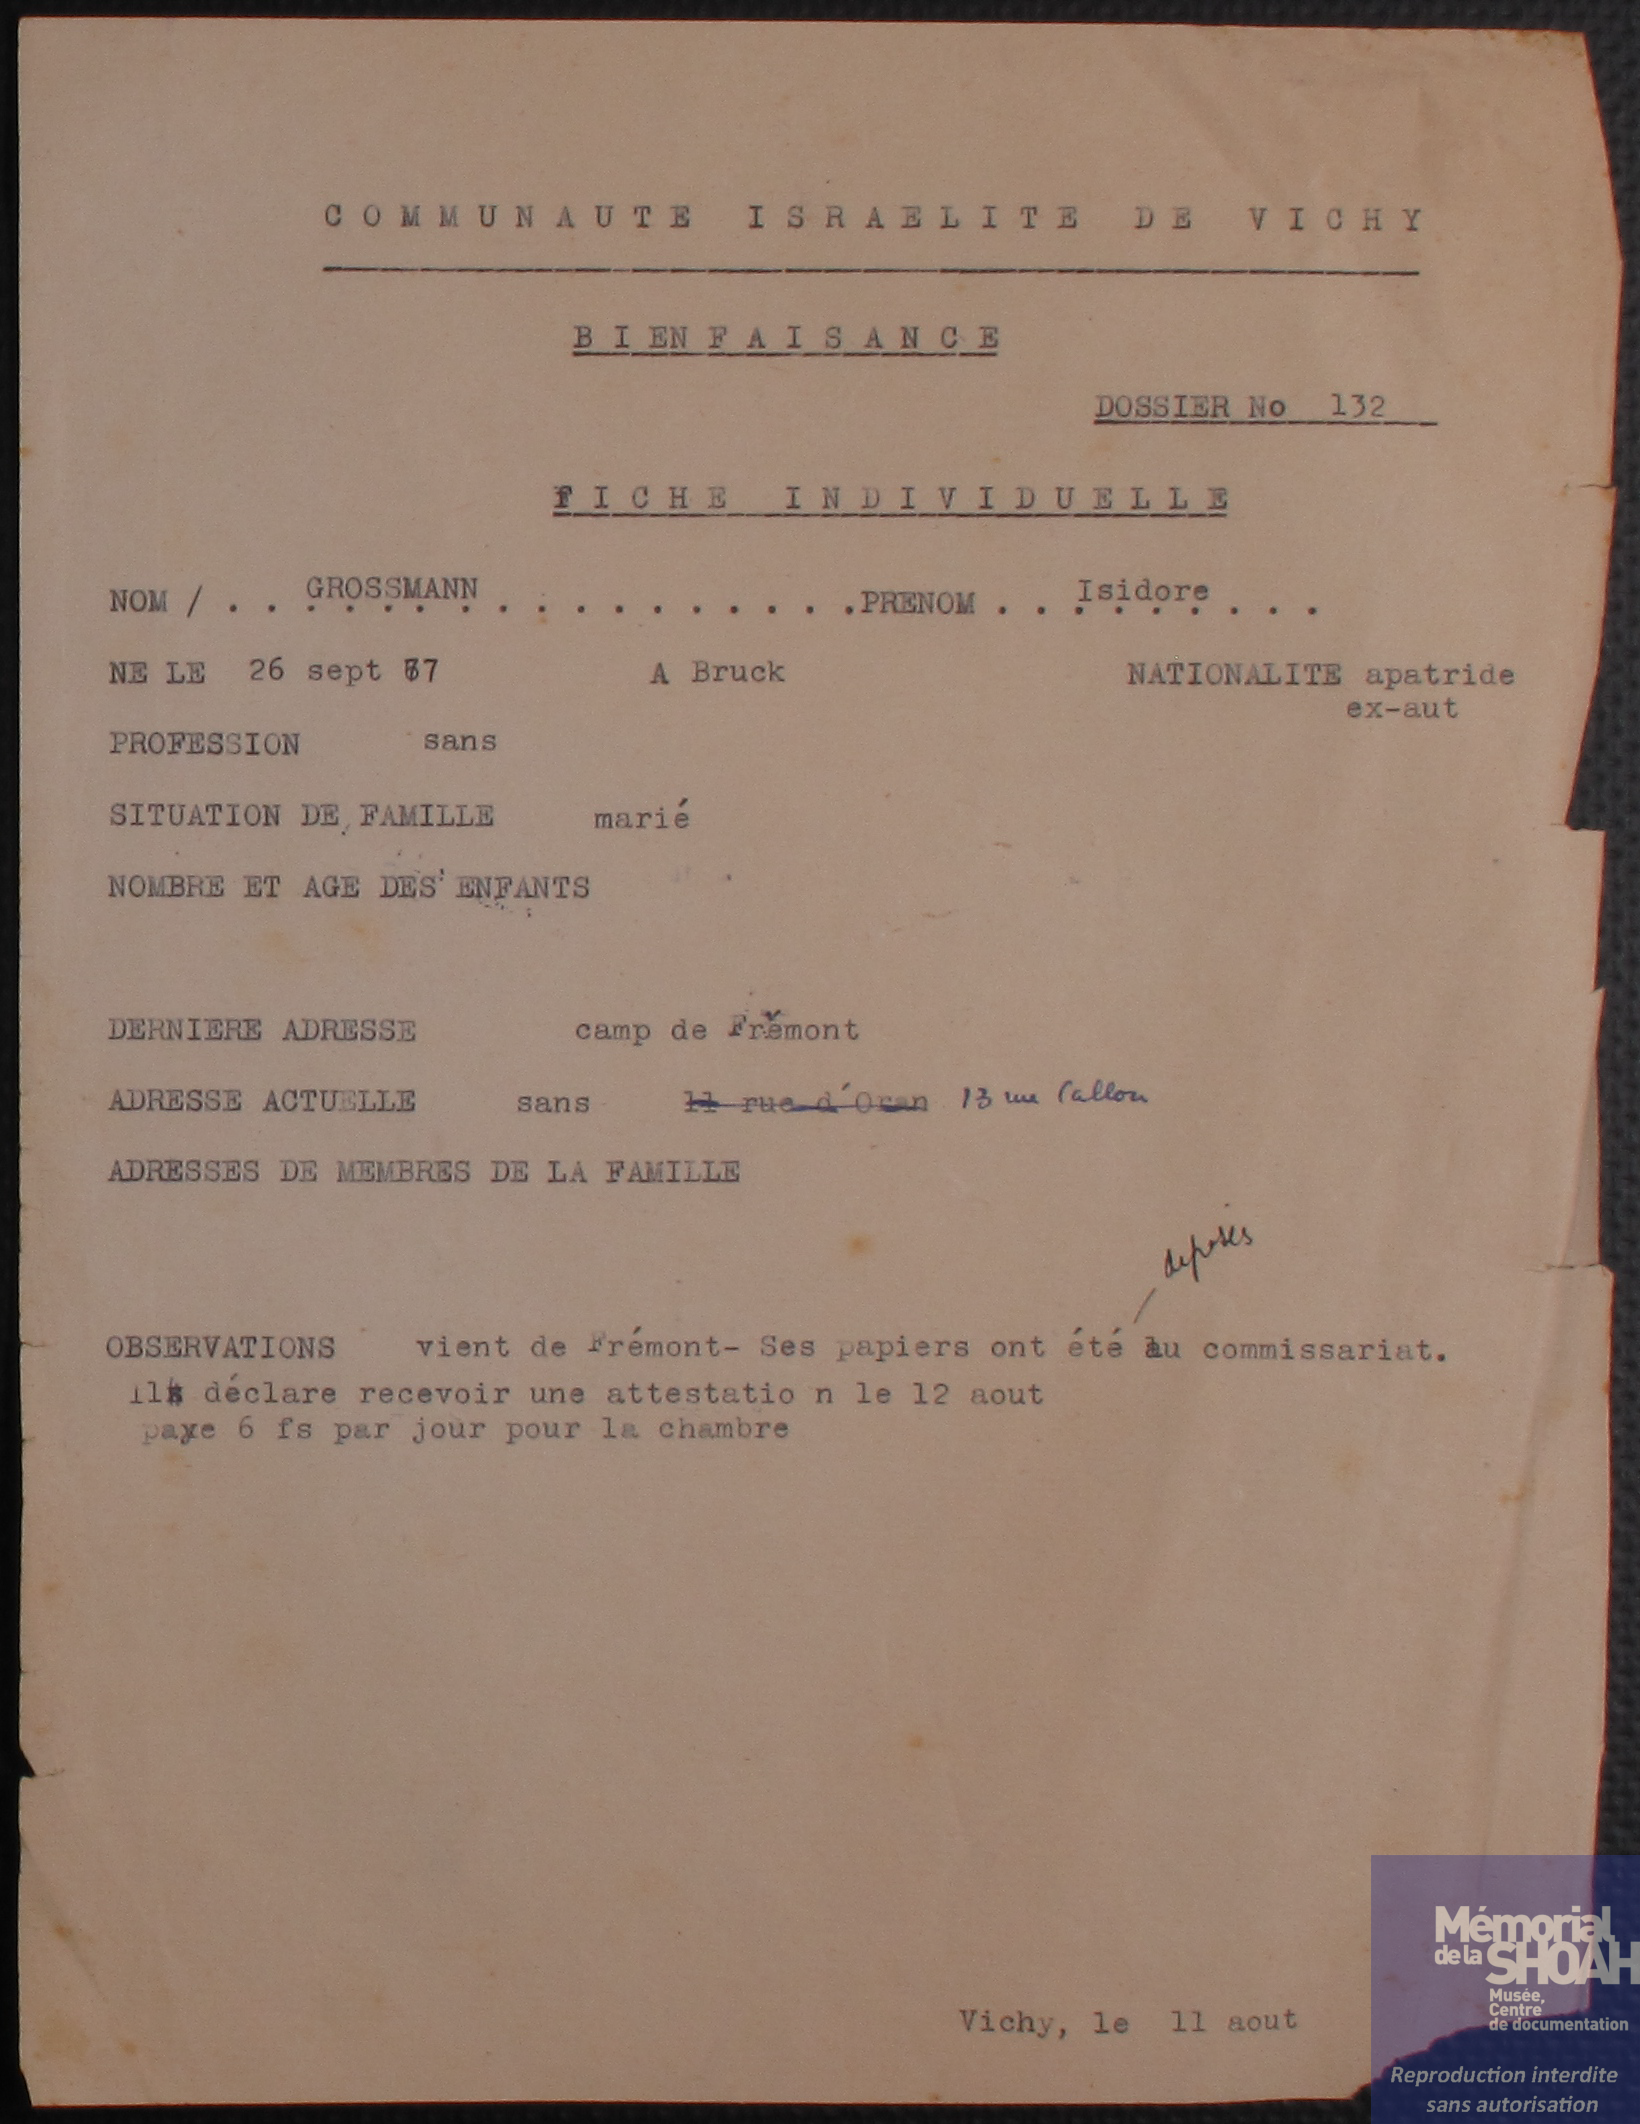 COMMUNAUTE ISRAELITE DE VICHY
BIENFAISANCE
DOSSIER No 132
FICHE INDIVIDUELLE
NOM / . . GROSSMANN . . . . . . . . . . PRENOM . . Isidore . . .
NE LE 26 sept A Bruck NATIONALITE apatride
ex-aut
PROFESSION sans
SITUATION DE FAMILLE marié
NOMBRE ET AGE DES ENFANTS
DERNIERE ADRESSE camp de Frémont
ADRESSE ACTUELLE sans 11 rue d'Oran 13 rue Callou
ADRESSES DE MEMBRES DE LA FAMILLE
déposés
OBSERVATIONS vient de Frémont- Ses papiers ont été au commissariat.
il déclare recevoir une attestatio n le 12 aout
paye 6 fs par jour pour la chambre
Vichy, le 11 aout
Mémorial
de la SHOAH
Musée,
Centre
de documentation
Reproduction interdite
sans autorisation